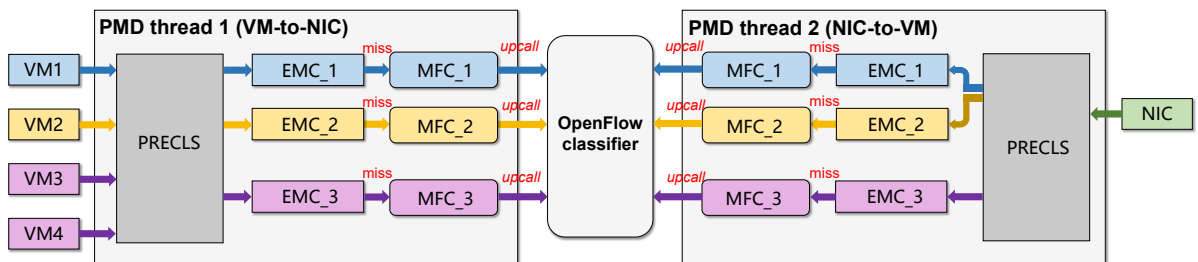 PMD thread 1 (VM-to-NIC)
VM1
VM2
VM3
VM4
PRECLS
EMC_1
miss
MFC_1
upcall
EMC_2
miss
MFC_2
upcall
EMC_3
miss
MFC_3
upcall
OpenFlow
classifier
PMD thread 2 (NIC-to-VM)
upcall
MFC_1
miss
EMC_1
upcall
MFC_2
miss
EMC_2
upcall
MFC_3
miss
EMC_3
PRECLS
NIC